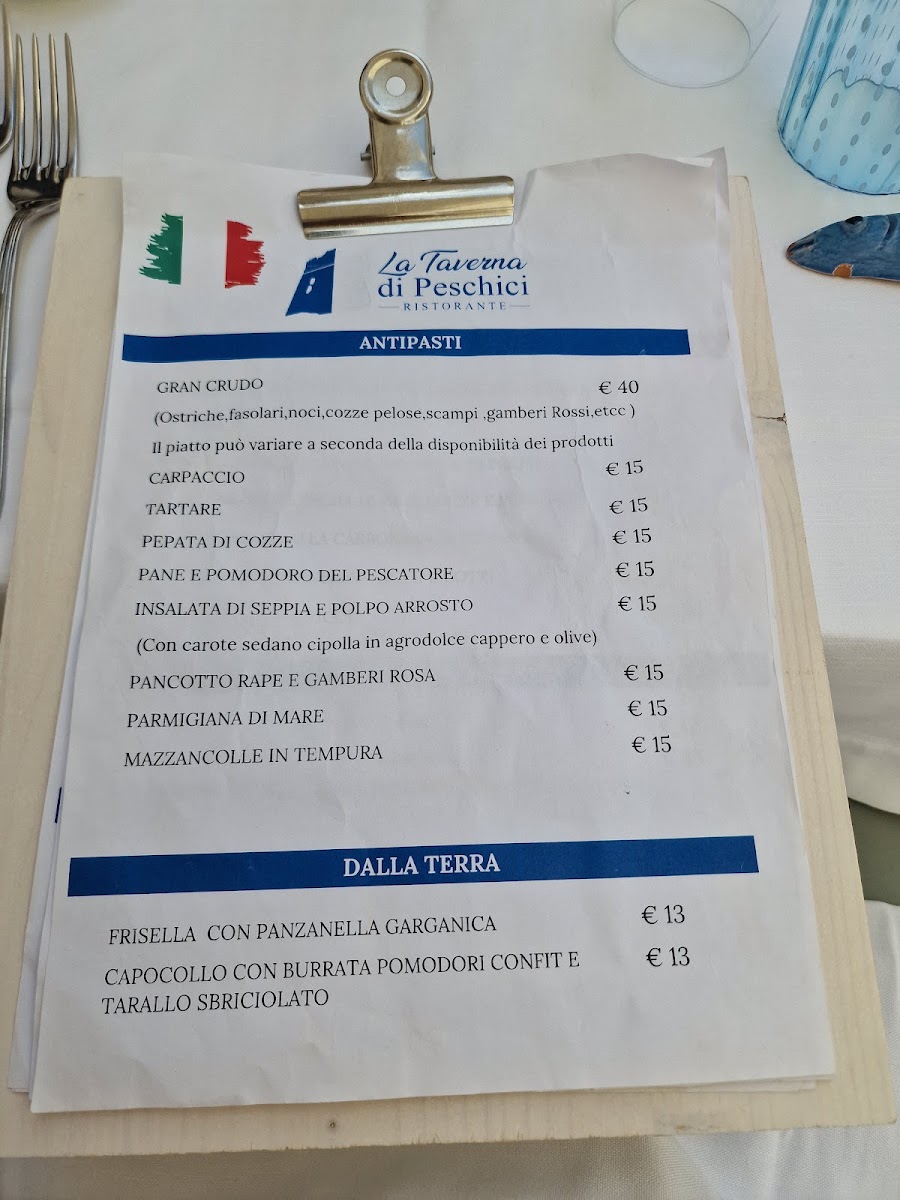 La Taverna
di Peschici
RISTORANTE
ANTIPASTI
GRAN CRUDO € 40
(Ostriche,fasolari,noci,cozze pelose,scampi ,gamberi Rossi,etcc )
Il piatto può variare a seconda della disponibilità dei prodotti
CARPACCIO € 15
TARTARE € 15
PEPATA DI COZZE € 15
PANE E POMODORO DEL PESCATORE € 15
INSALATA DI SEPPIA E POLPO ARROSTO € 15
(Con carote sedano cipolla in agrodolce cappero e olive)
PANCOTTO RAPE E GAMBERI ROSA € 15
PARMIGIANA DI MARE € 15
MAZZANCOLLE IN TEMPURA € 15
DALLA TERRA
FRISELLA CON PANZANELLA GARGANICA € 13
CAPOCOLLO CON BURRATA POMODORI CONFIT E € 13
TARALLO SBRICIOLATO